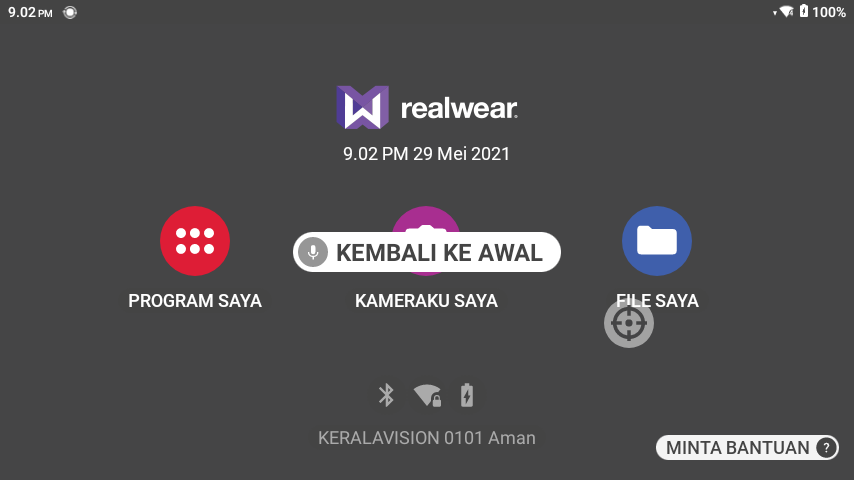 9.02 PM
100%
realwear
9.02 PM 29 Mei 2021
KEMBALI KE AWAL
PROGRAM SAYA
KAMERAKU SAYA
FILE SAYA
KERALAVISION 0101 Aman
MINTA BANTUAN ?